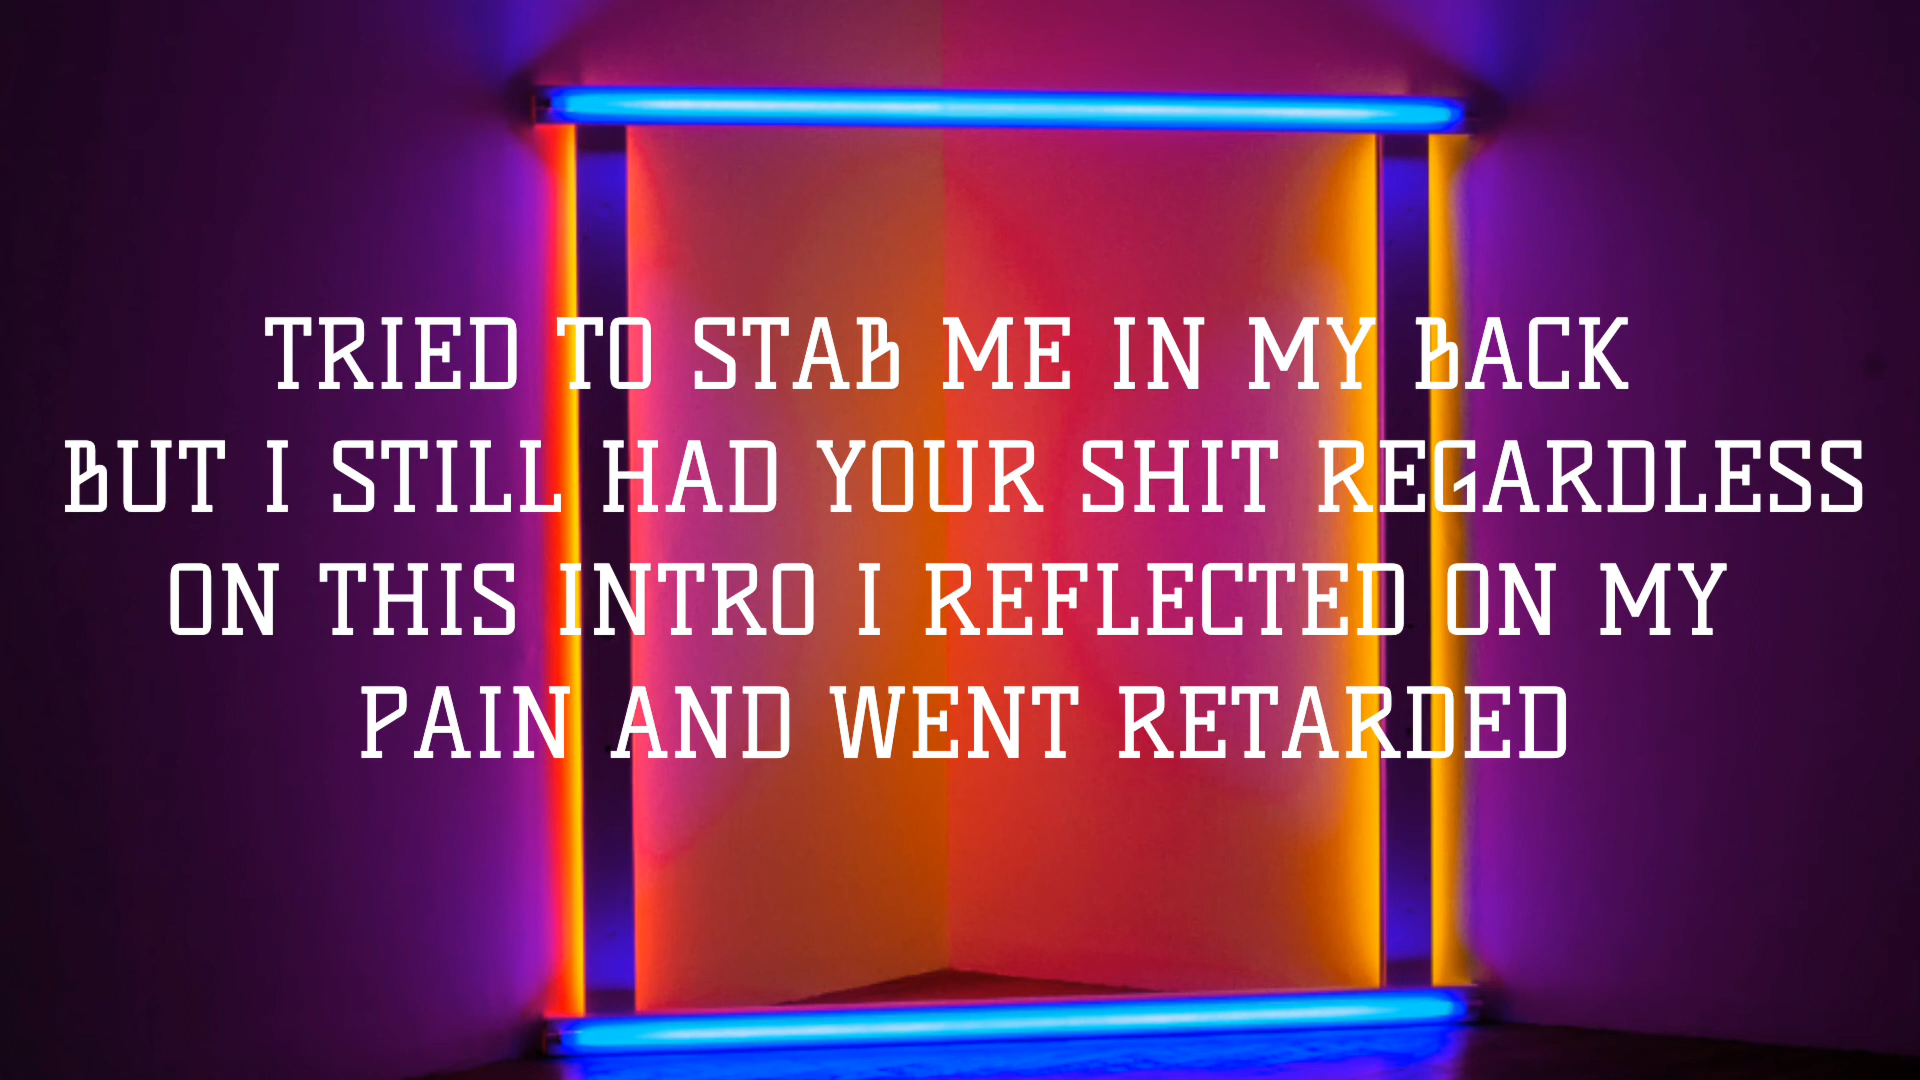 TRIED TO STAB ME IN MY BACK
BUT I STILL HAD YOUR SHIT REGARDLESS
ON THIS INTRO I REFLECTED ON MY
PAIN AND WENT RETARDED